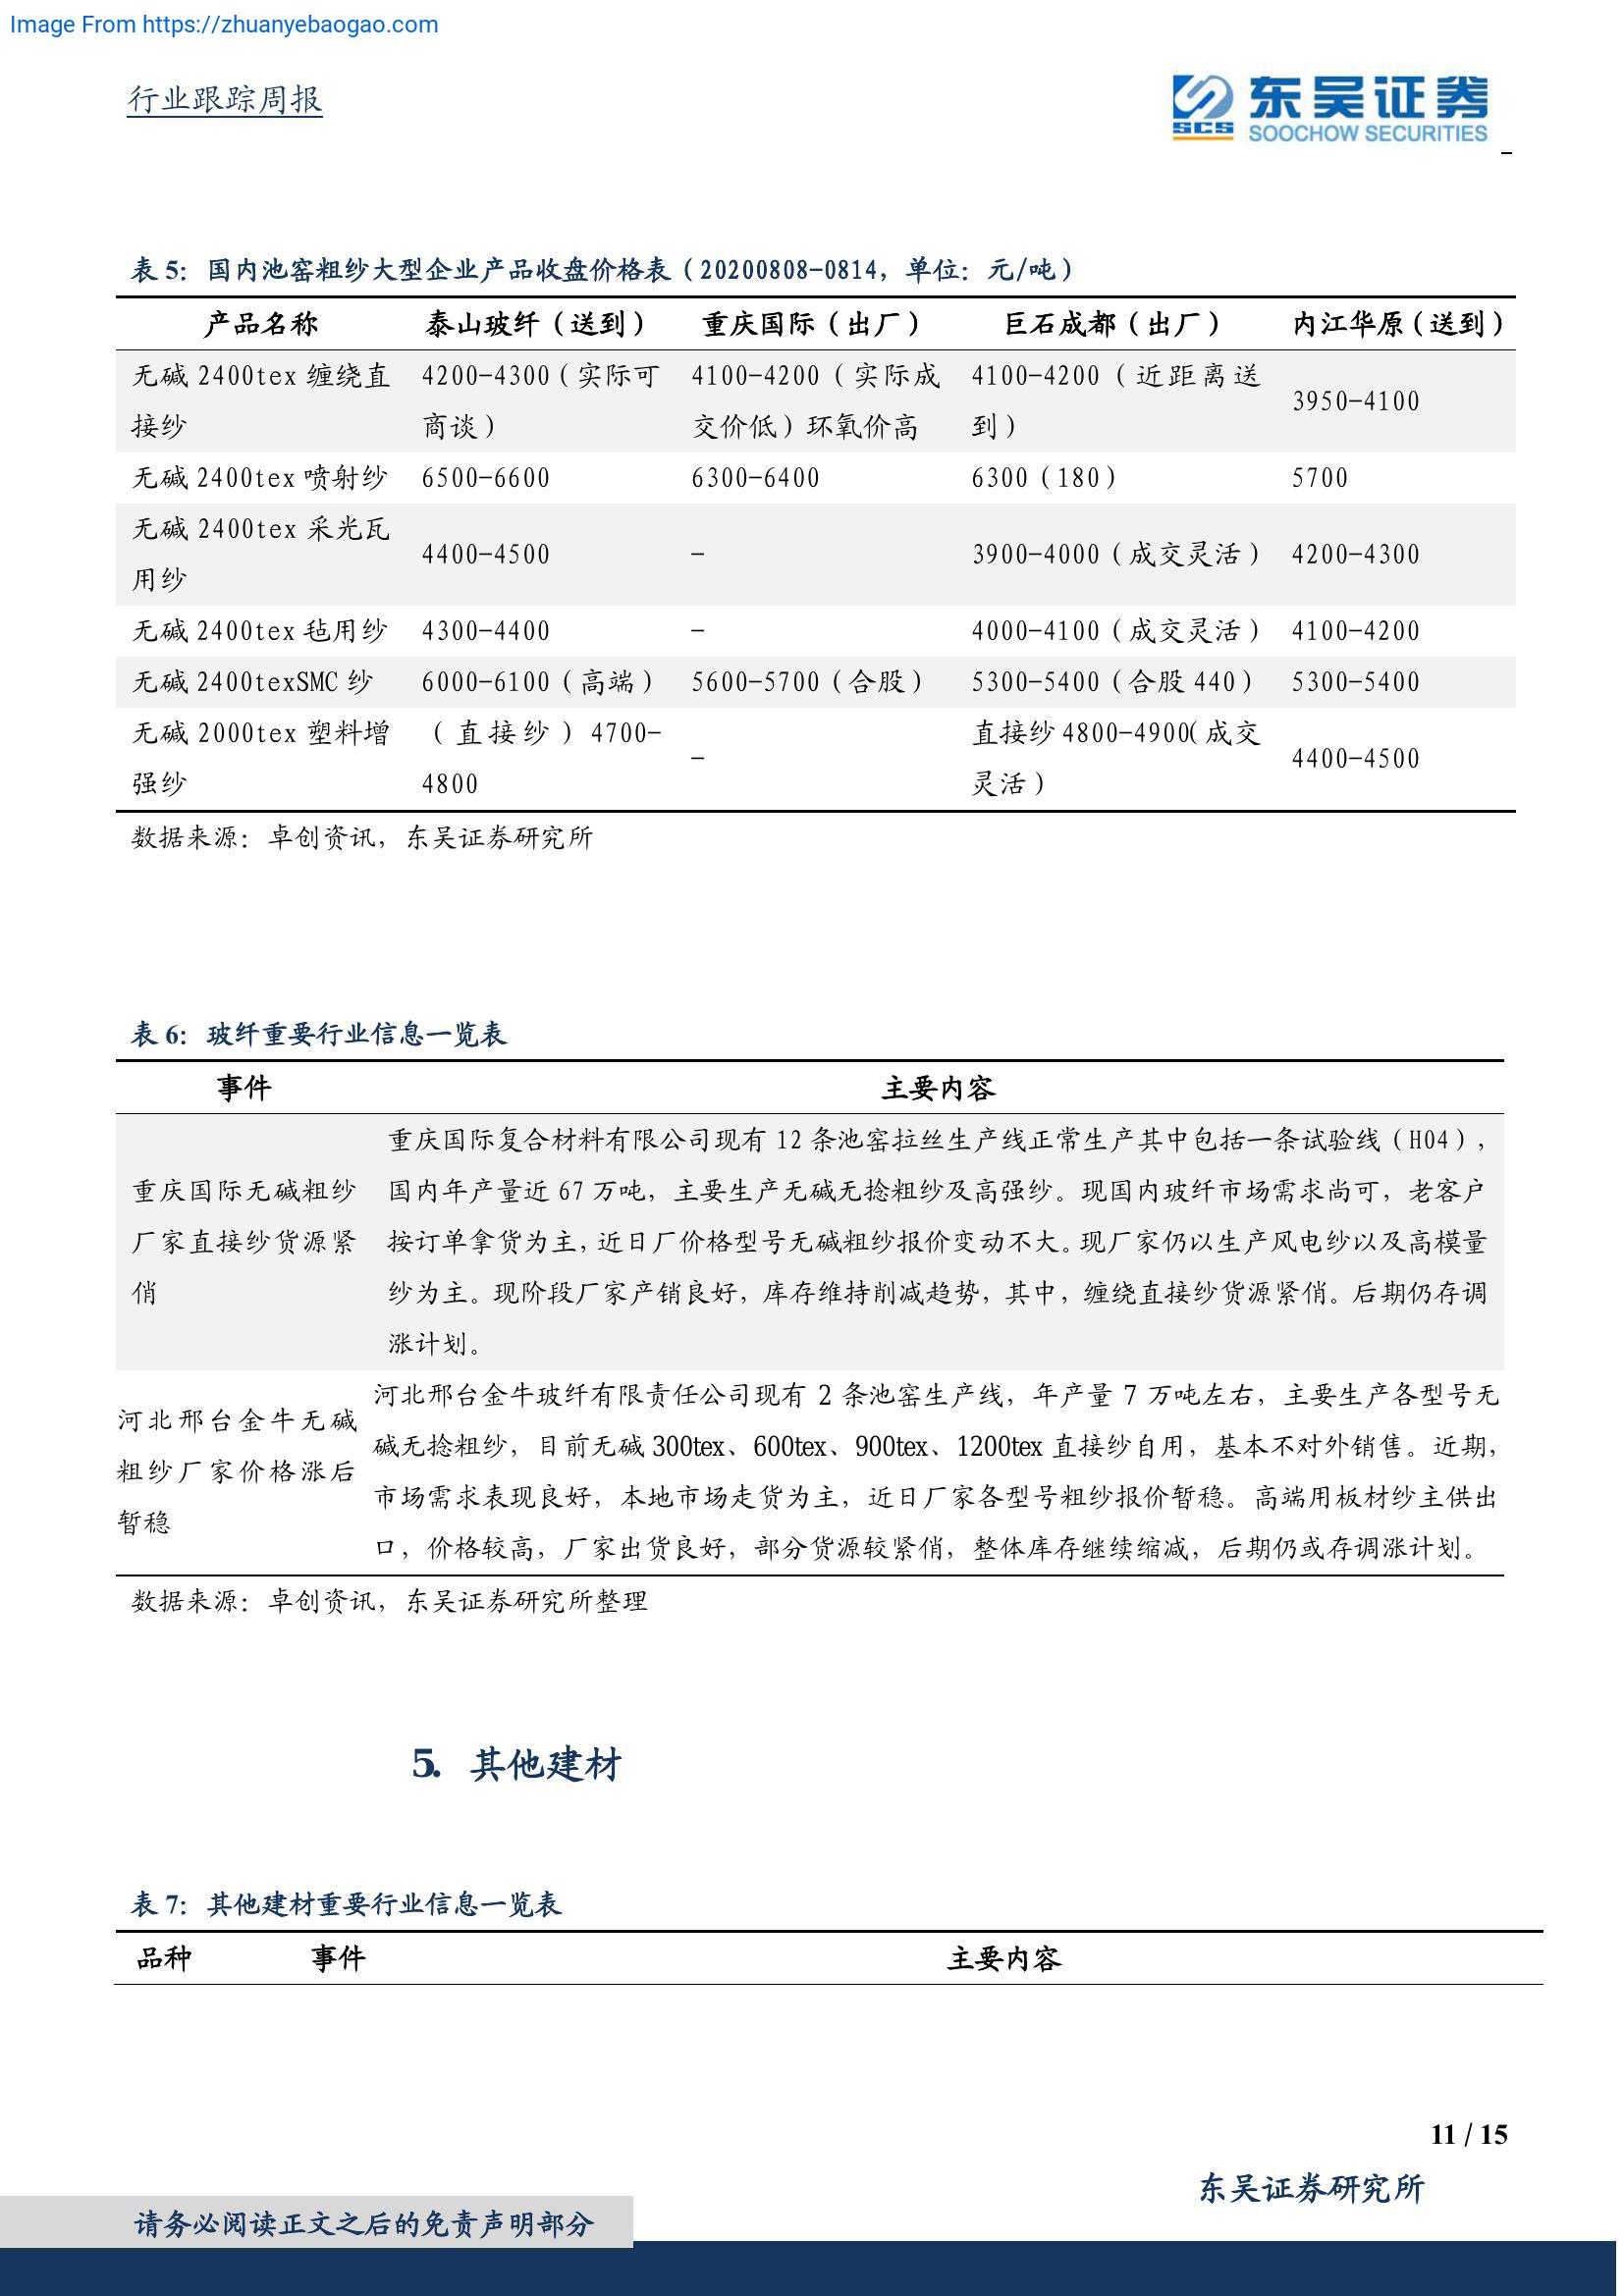 Image From https://zhuanyebaogao.com
行业跟踪周报
东吴证券
SCS
SOOCHOW SECURITIES
表 5：国内池窑粗纱大型企业产品收盘价格表（20200808-0814，单位：元/吨）
产品名称 泰山玻纤（送到） 重庆国际（出厂） 巨石成都（出厂） 内江华原（送到）
无碱 2400tex 缠绕直 4200-4300（实际可 4100-4200（实际成 4100-4200（近距离送
3950-4100
接纱 商谈） 交价低）环氧价高 到）
无碱 2400tex 喷射纱 6500-6600 6300-6400 6300（180） 5700
无碱 2400tex 采光瓦
4400-4500 - 3900-4000（成交灵活） 4200-4300
用纱
无碱 2400tex 毡用纱 4300-4400 - 4000-4100（成交灵活） 4100-4200
无碱 2400texSMC 纱 6000-6100（高端） 5600-5700（合股） 5300-5400（合股 440） 5300-5400
无碱 2000tex 塑料增 （直接纱）4700- 直接纱 4800-4900（成交
- 4400-4500
强纱 4800 灵活）
数据来源：卓创资讯，东吴证券研究所
表 6：玻纤重要行业信息一览表
事件 主要内容
重庆国际复合材料有限公司现有 12 条池窑拉丝生产线正常生产其中包括一条试验线（H04），
重庆国际无碱粗纱 国内年产量近 67 万吨，主要生产无碱无捻粗纱及高强纱。现国内玻纤市场需求尚可，老客户
厂家直接纱货源紧 按订单拿货为主，近日厂价格型号无碱粗纱报价变动不大。现厂家仍以生产风电纱以及高模量
俏 纱为主。现阶段厂家产销良好，库存维持削减趋势，其中，缠绕直接纱货源紧俏。后期仍存调
涨计划。
河北邢台金牛玻纤有限责任公司现有 2 条池窑生产线，年产量 7 万吨左右，主要生产各型号无
河北邢台金牛无碱
碱无捻粗纱，目前无碱 300tex、600tex、900tex、1200tex 直接纱自用，基本不对外销售。近期，
粗纱厂家价格涨后
市场需求表现良好，本地市场走货为主，近日厂家各型号粗纱报价暂稳。高端用板材纱主供出
暂稳
口，价格较高，厂家出货良好，部分货源较紧俏，整体库存继续缩减，后期仍或存调涨计划。
数据来源：卓创资讯，东吴证券研究所整理
5. 其他建材
表 7：其他建材重要行业信息一览表
品种 事件 主要内容
11 / 15
东吴证券研究所
请务必阅读正文之后的免责声明部分